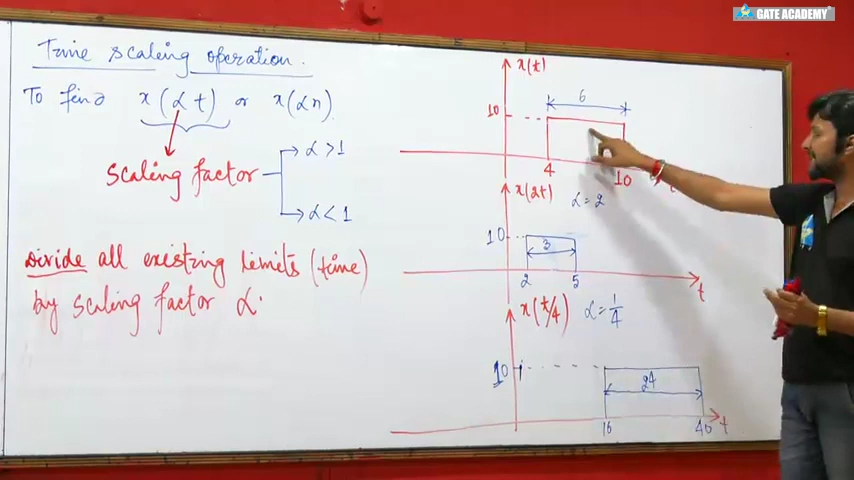 GATE ACADEMY
Time scaling operation.
To find x(αt) or x(αn)
Scaling factor
α>1
α<1
Divide all existing limits (time)
by scaling factor α.
x(t)
6
10
4
10
t
x(2t)
α=2
10
3
2
5
t
x(t/4)
α=1/4
10
24
16
40
t